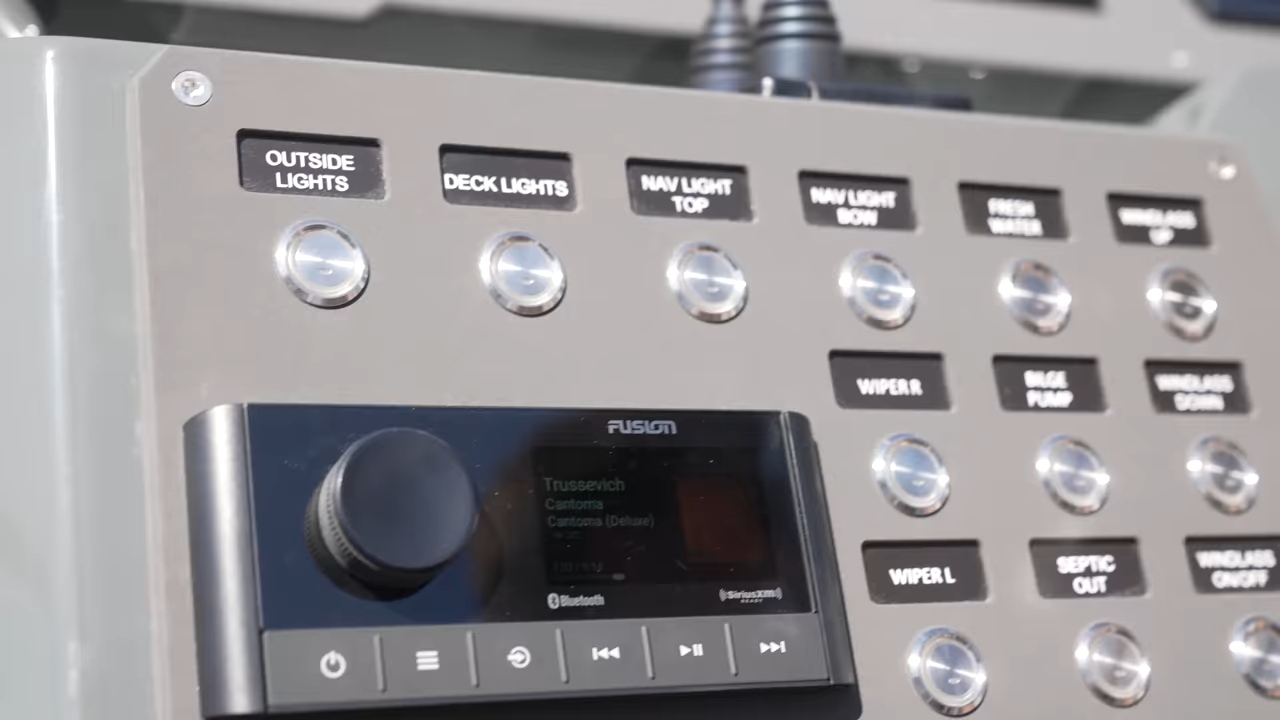 OUTSIDE
LIGHTS
DECK LIGHTS
NAV LIGHT
TOP
NAV LIGHT
BOW
FRESH
WATER
WINDLASS
UP
WIPER R
BILGE
PUMP
WINDLASS
DOWN
FUSION
Trussevich
Cantoma
Cantoma (Deluxe)
Bluetooth
SiriusXM
READY
WIPER L
SEPTIC
OUT
WINDLASS
ON/OFF